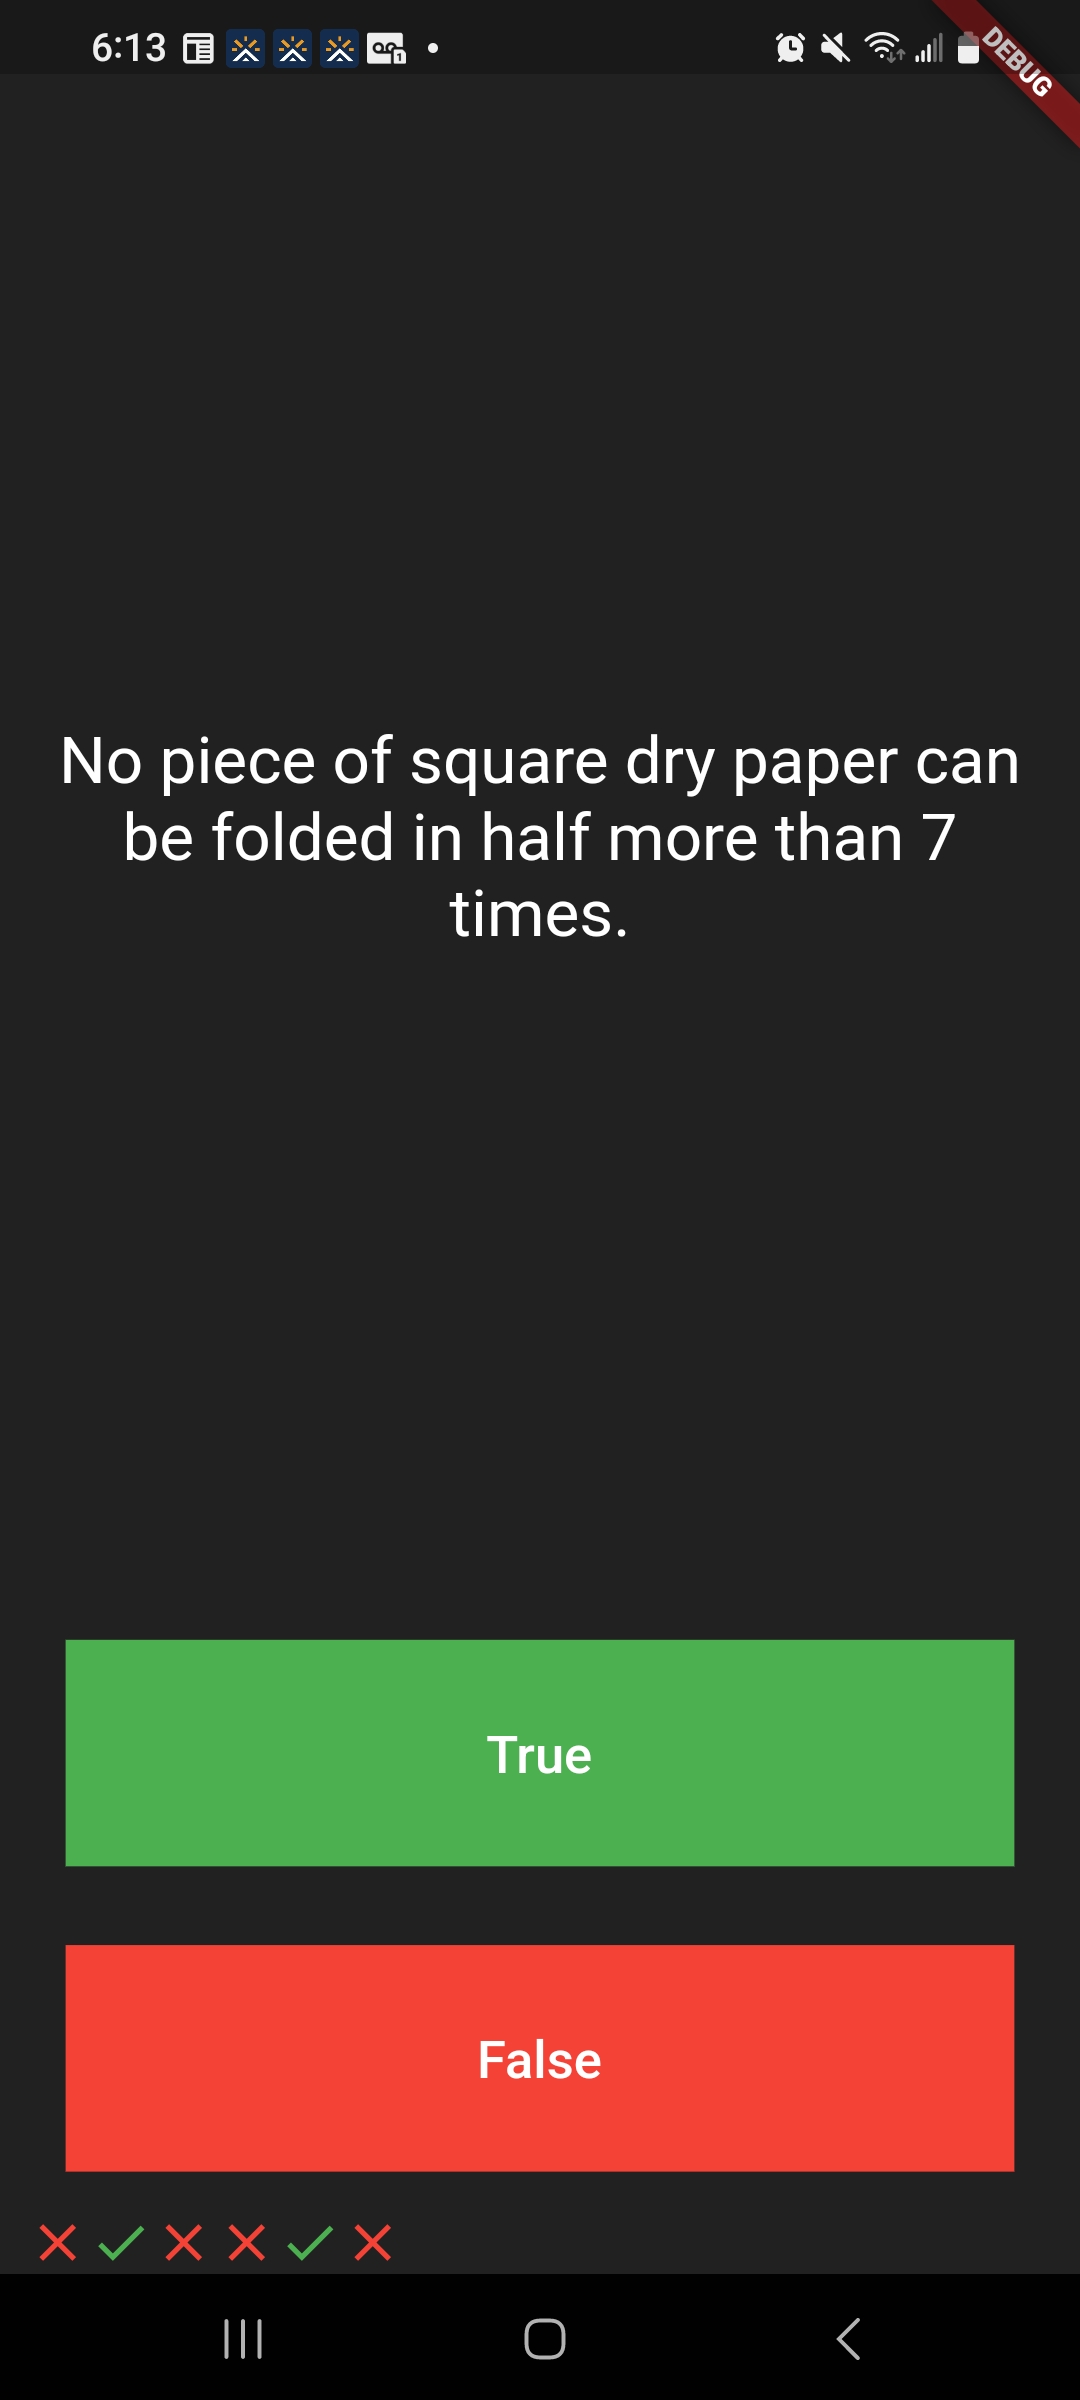 6:13
DEBUG
No piece of square dry paper can
be folded in half more than 7
times.
True
False